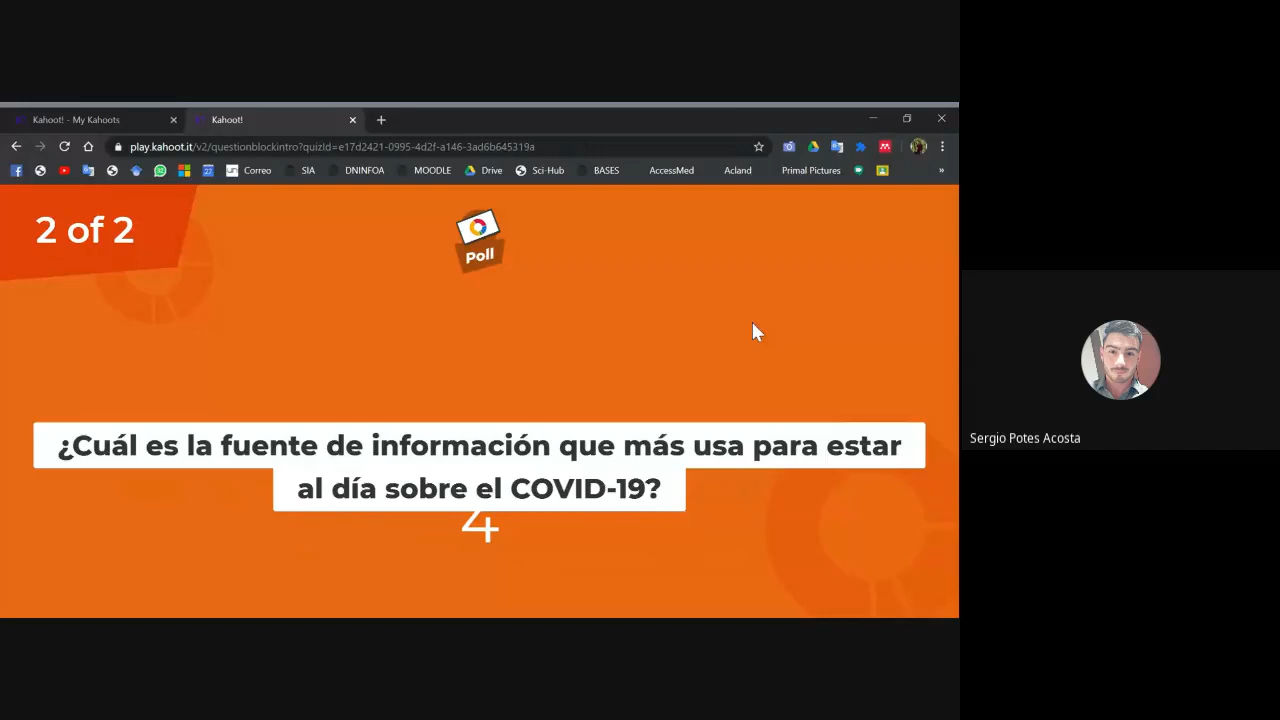 Kahoot! - My Kahoots
Kahoot!
play.kahoot.it/v2/questionblockintro?quizId=e17d2421-0995-4d2f-a146-3ad6b645319a
Correo SIA DNINFOA MOODLE Drive Sci-Hub BASES AccessMed Acland Primal Pictures »
2 of 2
Poll
¿Cuál es la fuente de información que más usa para estar
al día sobre el COVID-19?
4
Sergio Potes Acosta